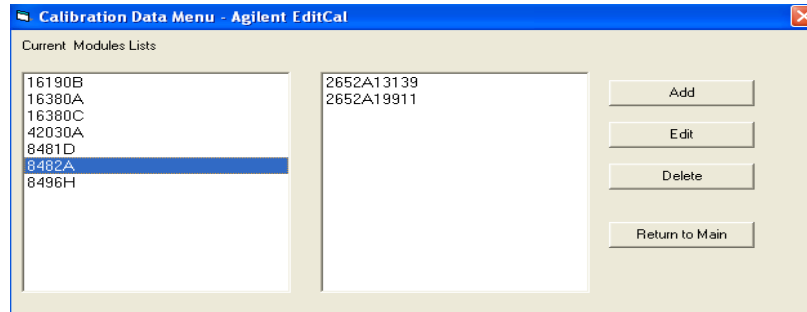 Calibration Data Menu - Agilent EditCal
Current Modules Lists
16190B
16380A
16380C
42030A
8481D
8482A
8496H
2652A13139
2652A19911
Add
Edit
Delete
Return to Main